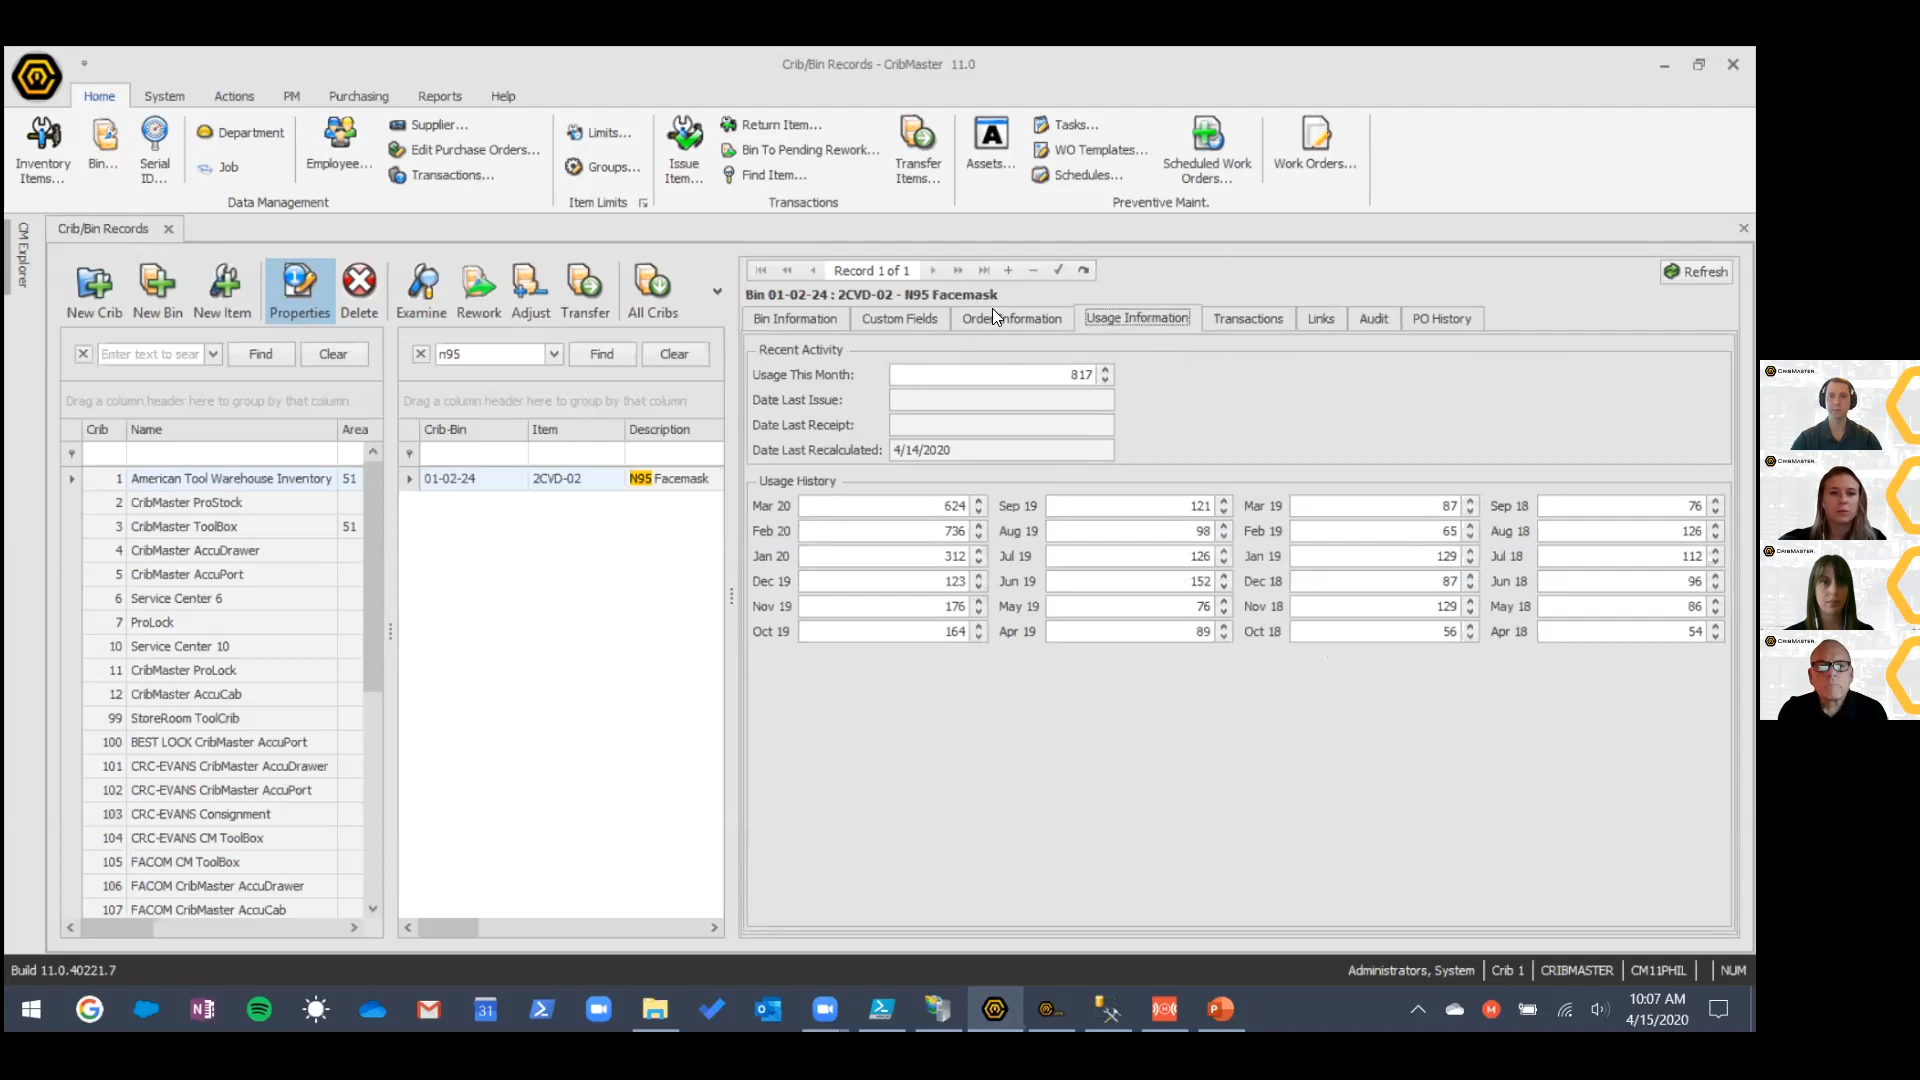 Crib/Bin Records - CribMaster 11.0
Home System Actions PM Purchasing Reports Help
Inventory Items...
Bin...
Serial ID...
Department
Job
Employee...
Supplier...
Edit Purchase Orders...
Transactions...
Data Management
Limits...
Groups...
Item Limits
Issue Item...
Return Item...
Bin To Pending Rework...
Find Item...
Transfer Items...
Transactions
Assets...
Tasks...
WO Templates...
Schedules...
Scheduled Work Orders...
Work Orders...
Preventive Maint.
CM Explorer
Crib/Bin Records
New Crib New Bin New Item Properties Delete Examine Rework Adjust Transfer All Cribs
Enter text to sear Find Clear
Drag a column header here to group by that column
Crib Name Area
1 American Tool Warehouse Inventory 51
2 CribMaster ProStock
3 CribMaster ToolBox 51
4 CribMaster AccuDrawer
5 CribMaster AccuPort
6 Service Center 6
7 ProLock
10 Service Center 10
11 CribMaster ProLock
12 CribMaster AccuCab
99 StoreRoom ToolCrib
100 BEST LOCK CribMaster AccuPort
101 CRC-EVANS CribMaster AccuDrawer
102 CRC-EVANS CribMaster AccuPort
103 CRC-EVANS Consignment
104 CRC-EVANS CM ToolBox
105 FACOM CM ToolBox
106 FACOM CribMaster AccuDrawer
107 FACOM CribMaster AccuCab
n95 Find Clear
Drag a column header here to group by that column
Crib-Bin Item Description
01-02-24 2CVD-02 N95 Facemask
Record 1 of 1
Refresh
Bin 01-02-24 : 2CVD-02 - N95 Facemask
Bin Information Custom Fields Order Information Usage Information Transactions Links Audit PO History
Recent Activity
Usage This Month: 817
Date Last Issue:
Date Last Receipt:
Date Last Recalculated: 4/14/2020
Usage History
Mar 20 624 Sep 19 121 Mar 19 87 Sep 18 76
Feb 20 736 Aug 19 98 Feb 19 65 Aug 18 126
Jan 20 312 Jul 19 126 Jan 19 129 Jul 18 112
Dec 19 123 Jun 19 152 Dec 18 87 Jun 18 96
Nov 19 176 May 19 76 Nov 18 129 May 18 86
Oct 19 164 Apr 19 89 Oct 18 56 Apr 18 54
CRIBMASTER
CRIBMASTER
CRIBMASTER
CRIBMASTER
Build 11.0.40221.7
Administrators, System Crib 1 CRIBMASTER CM11PHIL NUM
31
10:07 AM
4/15/2020